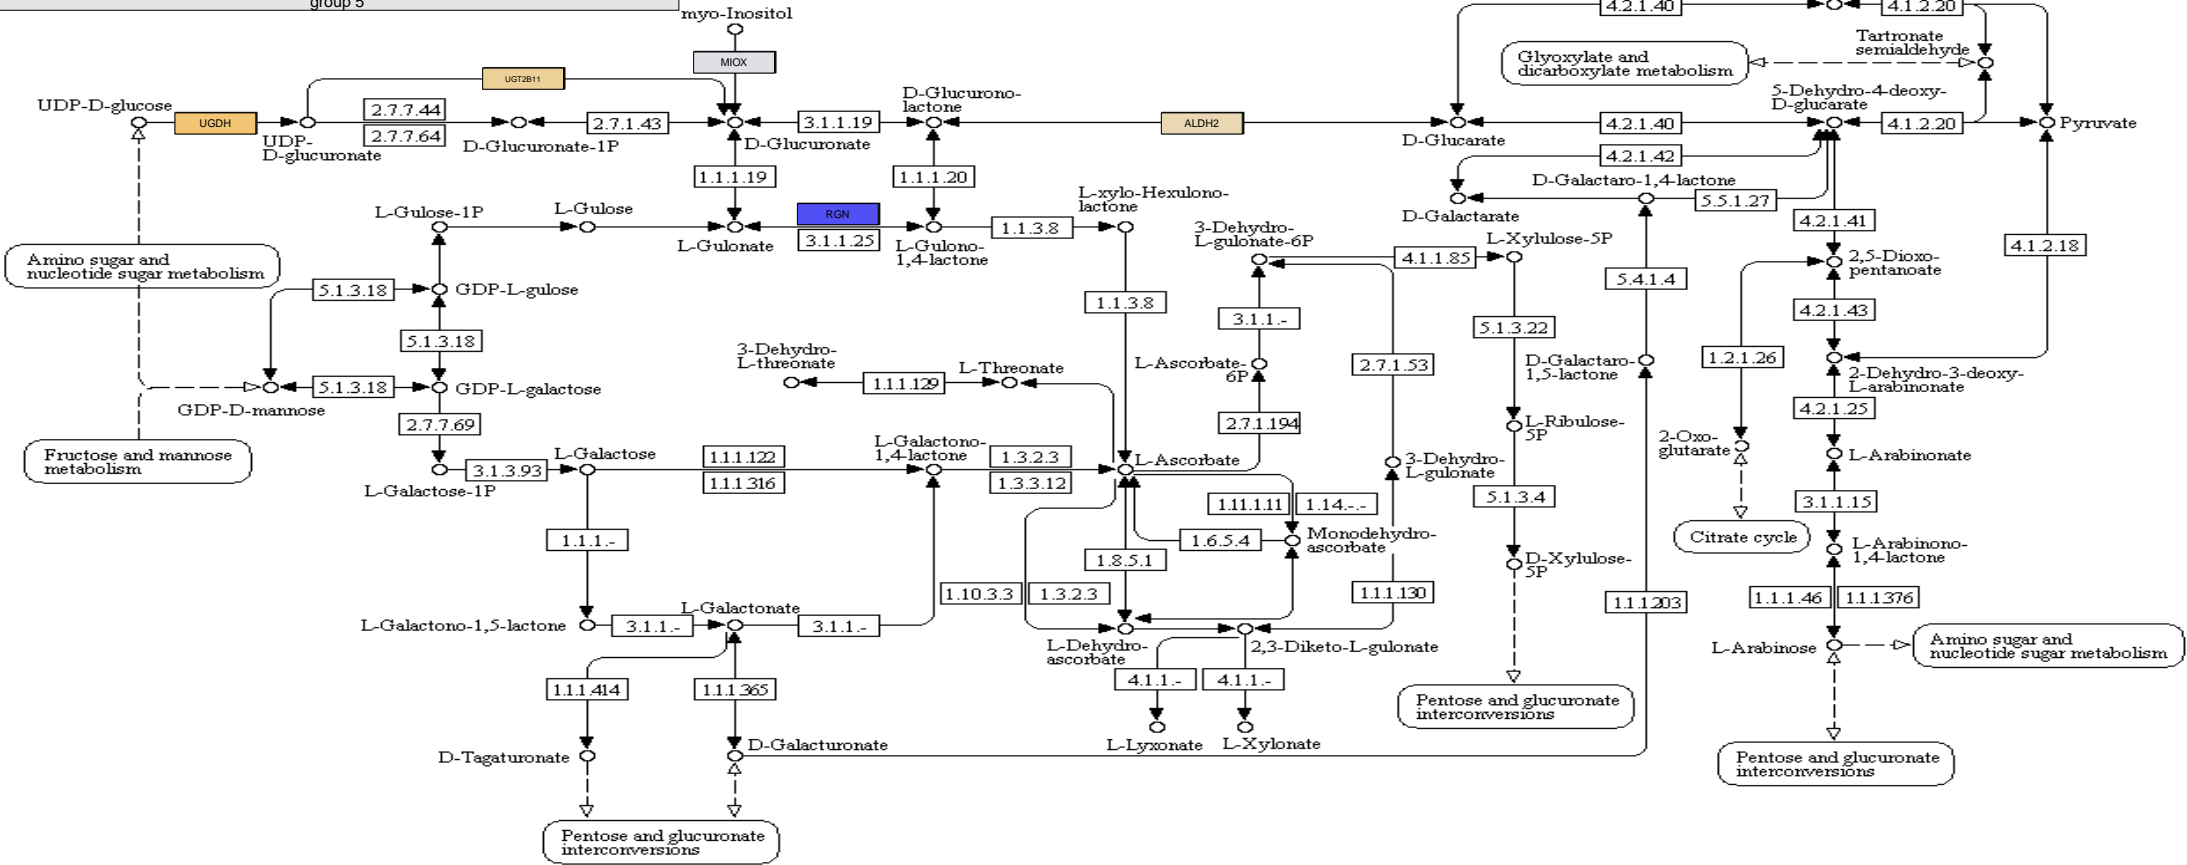 group 5
myo-Inositol
4.2.1.40
4.1.2.20
Tartronate
semialdehyde
MIOX
Glyoxylate and
dicarboxylate metabolism
UGT2B11
UDP-D-glucose
2.7.7.44
D-Glucurono-
lactone
5-Dehydro-4-deoxy-
D-glucarate
UGDH
2.7.1.43
3.1.1.19
ALDH2
4.2.1.40
4.1.2.20
Pyruvate
2.7.7.64
UDP-
D-glucuronate
D-Glucuronate-1P
D-Glucuronate
D-Glucarate
4.2.1.42
1.1.1.19
1.1.1.20
D-Galactaro-1,4-lactone
L-xylo-Hexulono-
lactone
5.5.1.27
L-Gulose-1P
L-Gulose
RGN
D-Galactarate
4.2.1.41
3.1.1.25
1.1.3.8
3-Dehydro-
L-gulonate-6P
L-Xylulose-5P
L-Gulonate
L-Gulono-
1,4-lactone
4.1.2.18
Amino sugar and
nucleotide sugar metabolism
4.1.1.85
2,5-Dioxo-
pentanoate
5.4.1.4
5.1.3.18
GDP-L-gulose
1.1.3.8
4.2.1.43
3.1.1.-
5.1.3.22
5.1.3.18
3-Dehydro-
L-threonate
L-Threonate
L-Ascorbate-
6P
2.7.1.53
D-Galactaro-
1,5-lactone
1.2.1.26
2-Dehydro-3-deoxy-
L-arabinonate
5.1.3.18
GDP-L-galactose
1.1.1.129
GDP-D-mannose
2.7.7.69
2.7.1.194
L-Ribulose-
5P
4.2.1.25
2-Oxo-
glutarate
Fructose and mannose
metabolism
L-Galactose
1.1.1.122
L-Galactono-
1,4-lactone
1.3.2.3
L-Ascorbate
3-Dehydro-
L-gulonate
L-Arabinonate
3.1.3.93
L-Galactose-1P
1.1.1.316
1.3.3.12
1.11.1.11
1.14.-.-
5.1.3.4
3.1.1.15
1.1.1.-
1.6.5.4
Monodehydro-
ascorbate
Citrate cycle
L-Arabinono-
1,4-lactone
1.8.5.1
D-Xylulose-
5P
1.10.3.3
1.3.2.3
1.1.1.130
1.1.1.203
1.1.1.46
1.1.1.376
L-Galactono-1,5-lactone
3.1.1.-
L-Galactonate
3.1.1.-
L-Dehydro-
ascorbate
2,3-Diketo-L-gulonate
L-Arabinose
Amino sugar and
nucleotide sugar metabolism
1.1.1.414
1.1.1.365
4.1.1.-
4.1.1.-
Pentose and glucuronate
interconversions
D-Tagaturonate
D-Galacturonate
L-Lyxonate
L-Xylonate
Pentose and glucuronate
interconversions
Pentose and glucuronate
interconversions